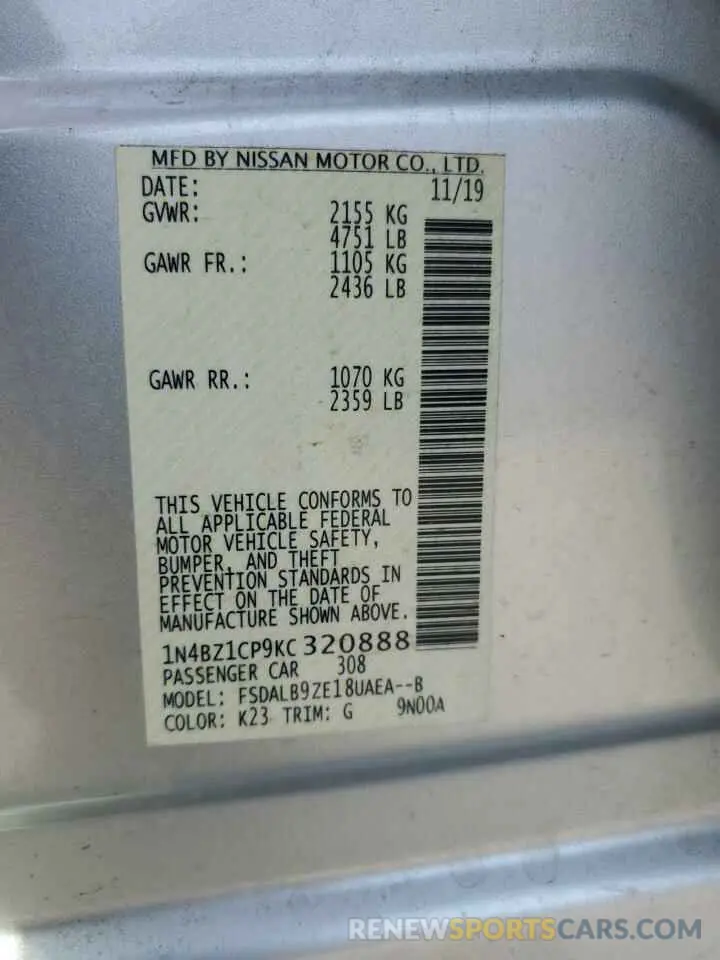 MFD BY NISSAN MOTOR CO., LTD.
DATE: 11/19
GVWR: 2155 KG
4751 LB
GAWR FR.: 1105 KG
2436 LB
GAWR RR.: 1070 KG
2359 LB
THIS VEHICLE CONFORMS TO
ALL APPLICABLE FEDERAL
MOTOR VEHICLE SAFETY,
BUMPER, AND THEFT
PREVENTION STANDARDS IN
EFFECT ON THE DATE OF
MANUFACTURE SHOWN ABOVE.
1N4BZ1CP9KC 320888
PASSENGER CAR 308
MODEL: FSDALB9ZE18UAEA--B
COLOR: K23 TRIM: G 9N00A
RENEWSPORTSCARS.COM